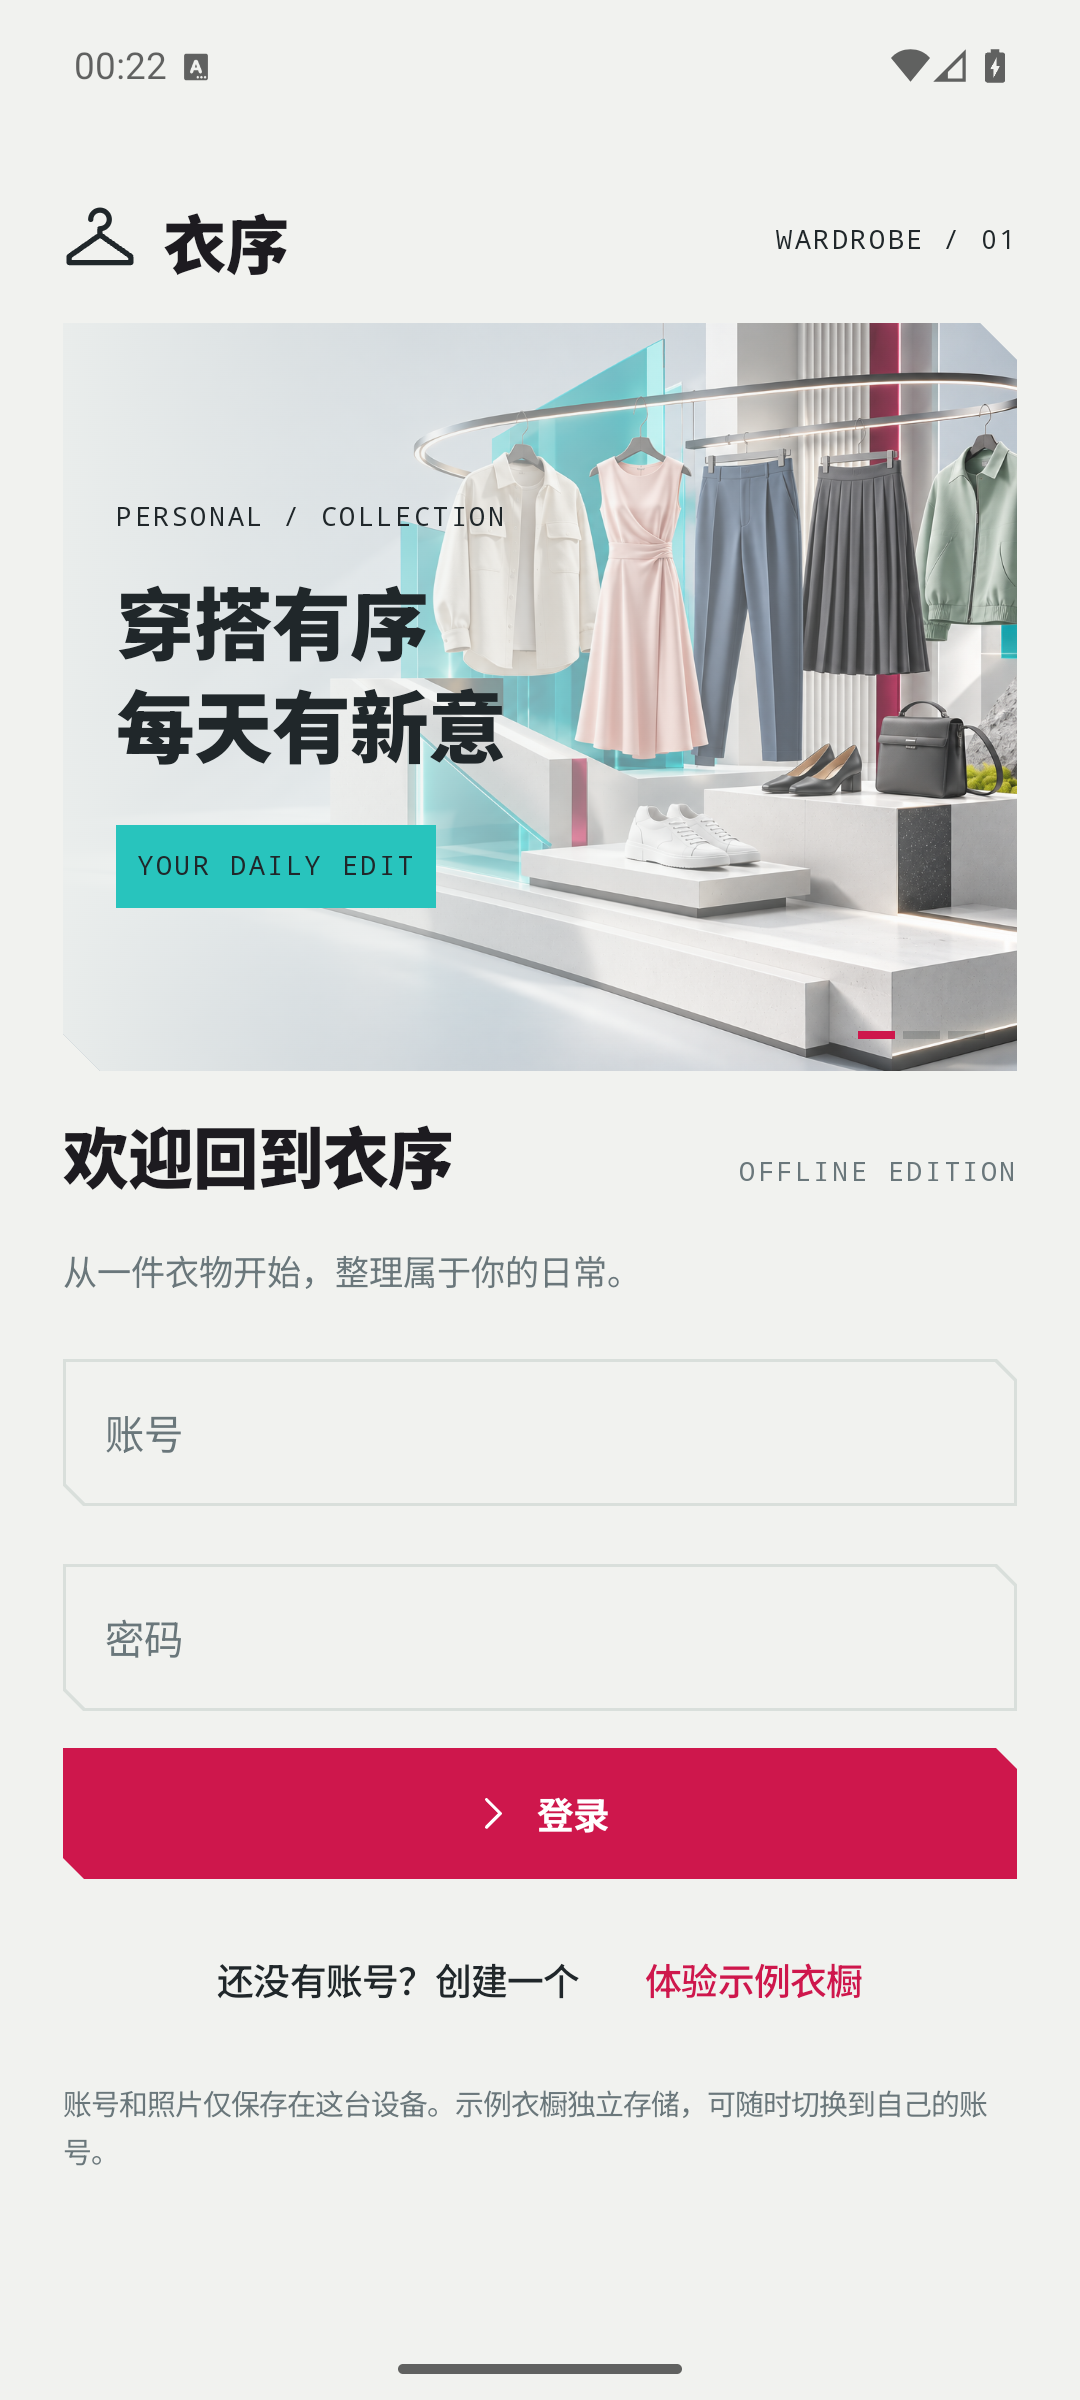 00:22
衣序
WARDROBE / 01
PERSONAL / COLLECTION
穿搭有序
每天有新意
YOUR DAILY EDIT
欢迎回到衣序
OFFLINE EDITION
从一件衣物开始，整理属于你的日常。
账号
密码
登录
还没有账号？创建一个
体验示例衣橱
账号和照片仅保存在这台设备。示例衣橱独立存储，可随时切换到自己的账
号。